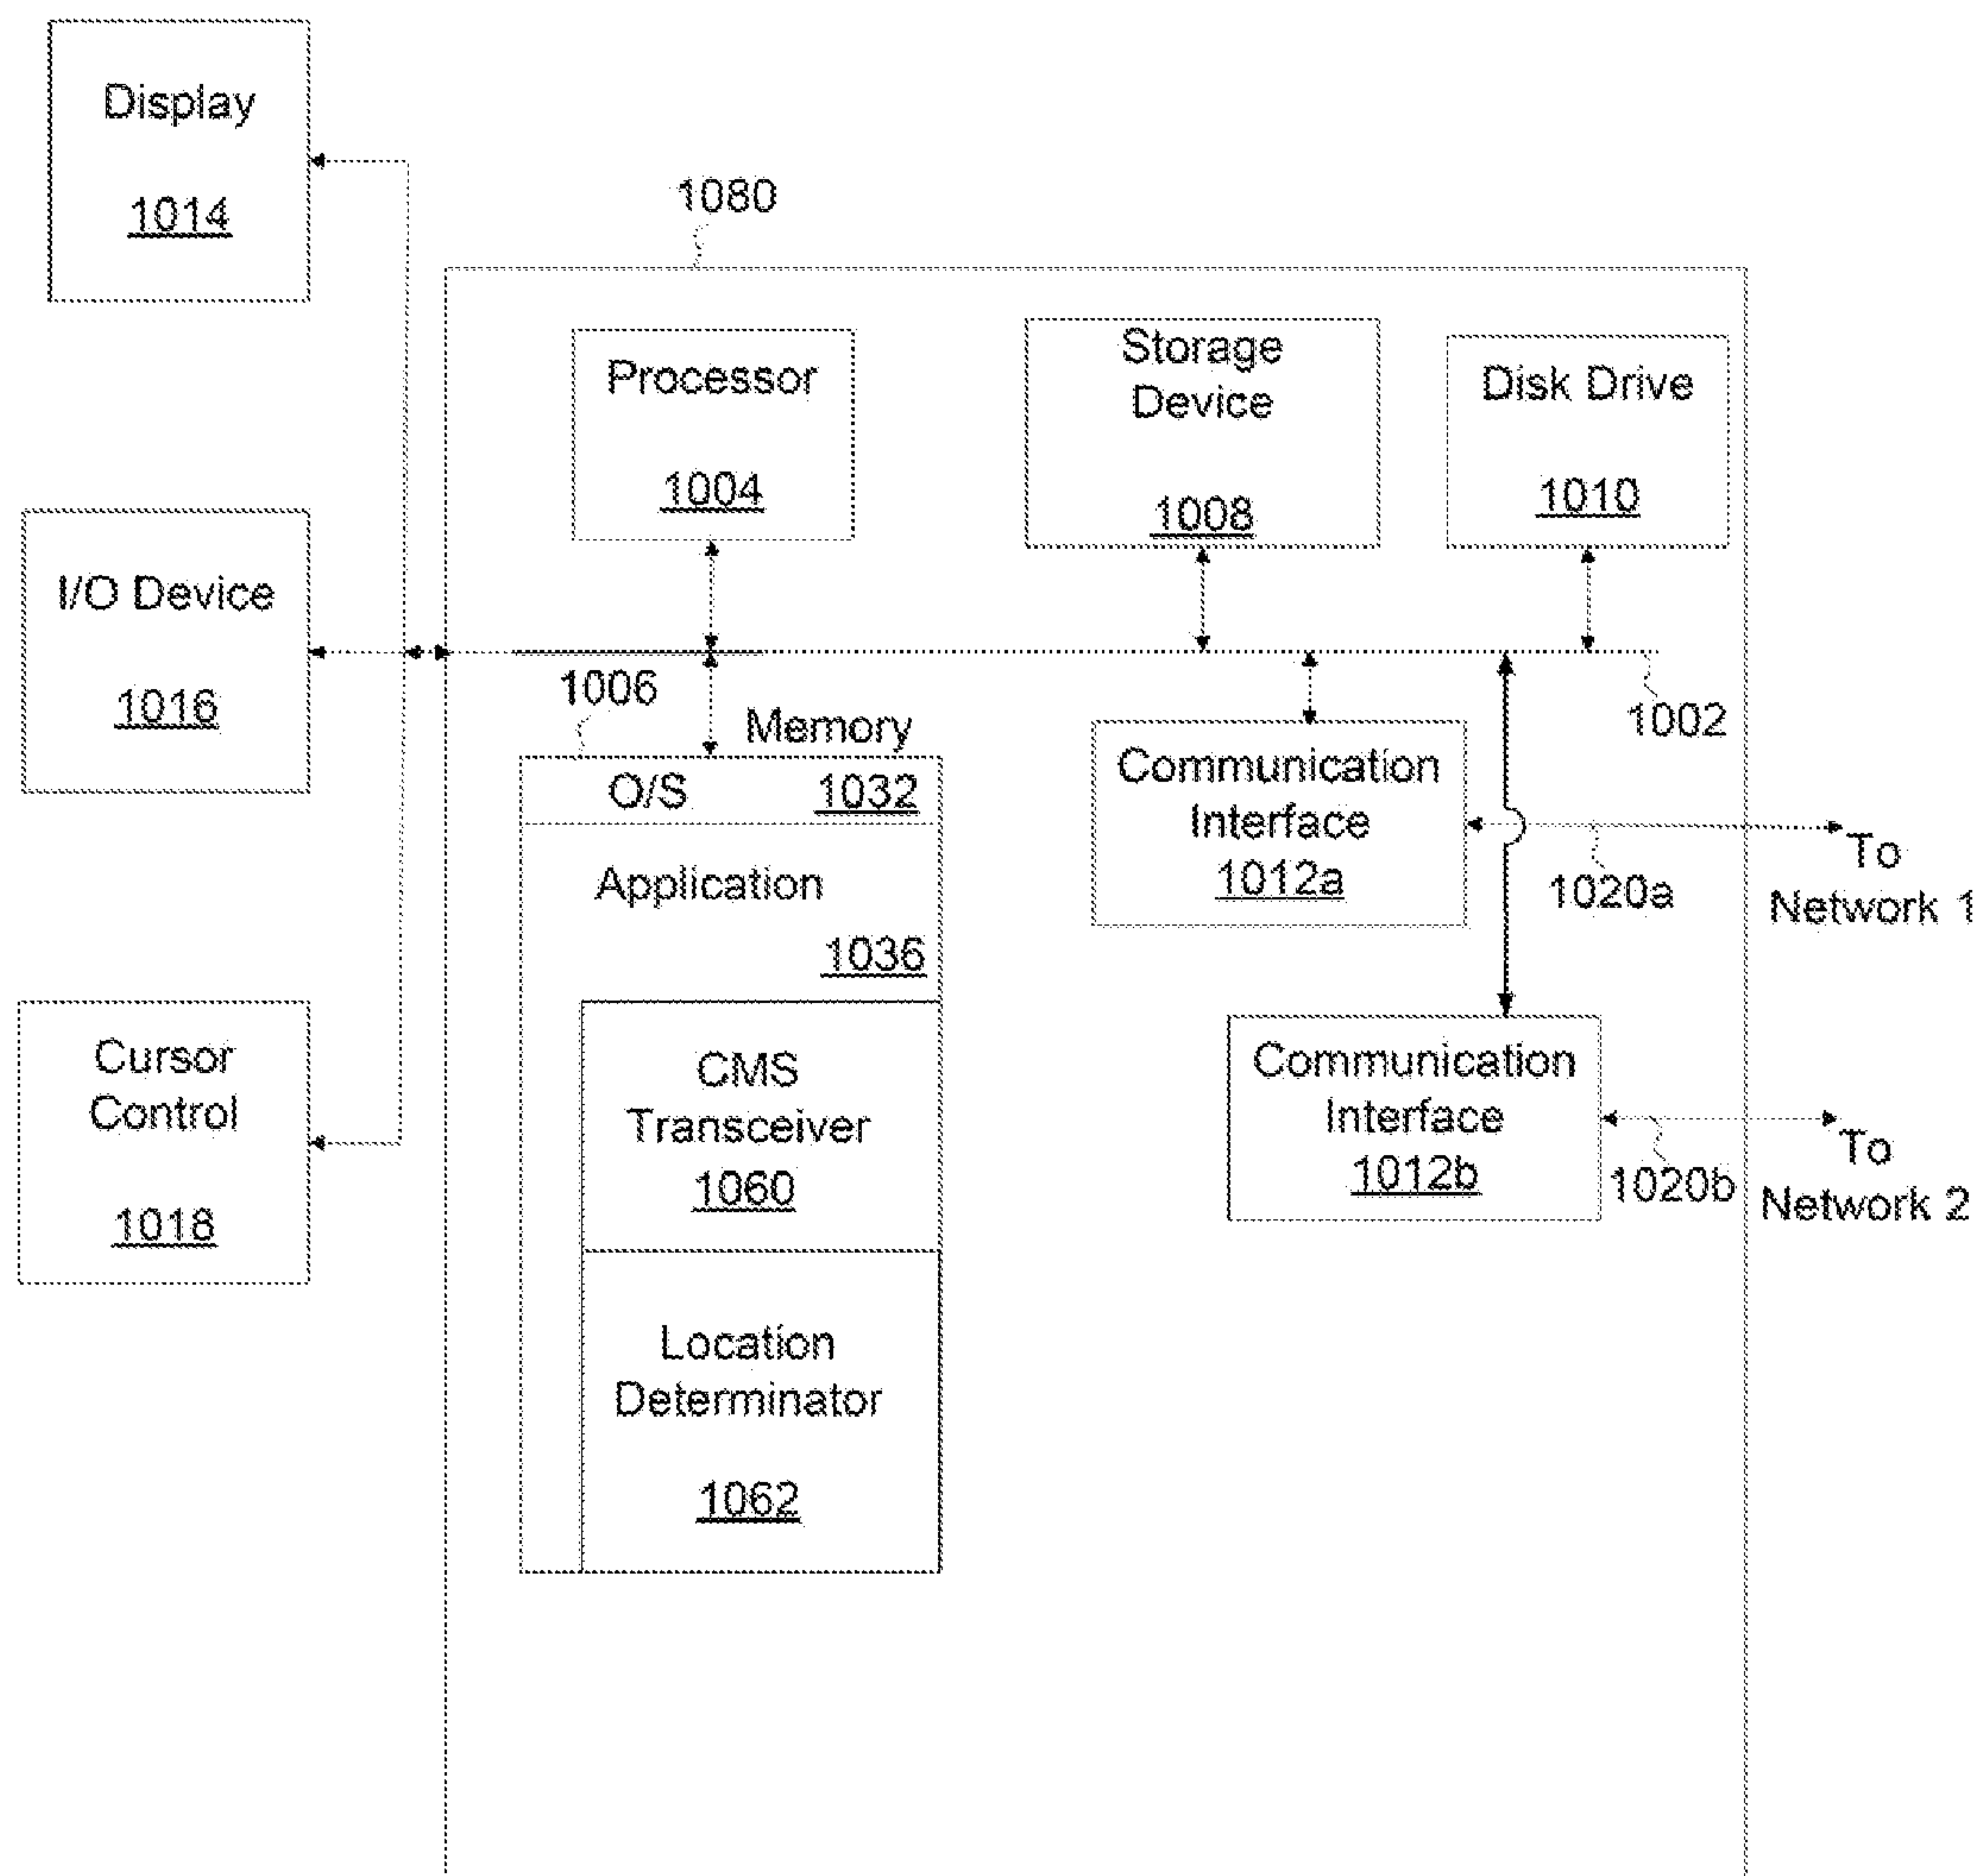 Display
1014
1080
Processor
1004
Storage
Device
1008
Disk Drive
1010
I/O Device
1016
1002
1006
Memory
O/S 1032
Application
1036
CMS
Transceiver
1060
Location
Determinator
1062
Communication
Interface
1012a
1020a
To
Network 1
Communication
Interface
1012b
1020b
To
Network 2
Cursor
Control
1018